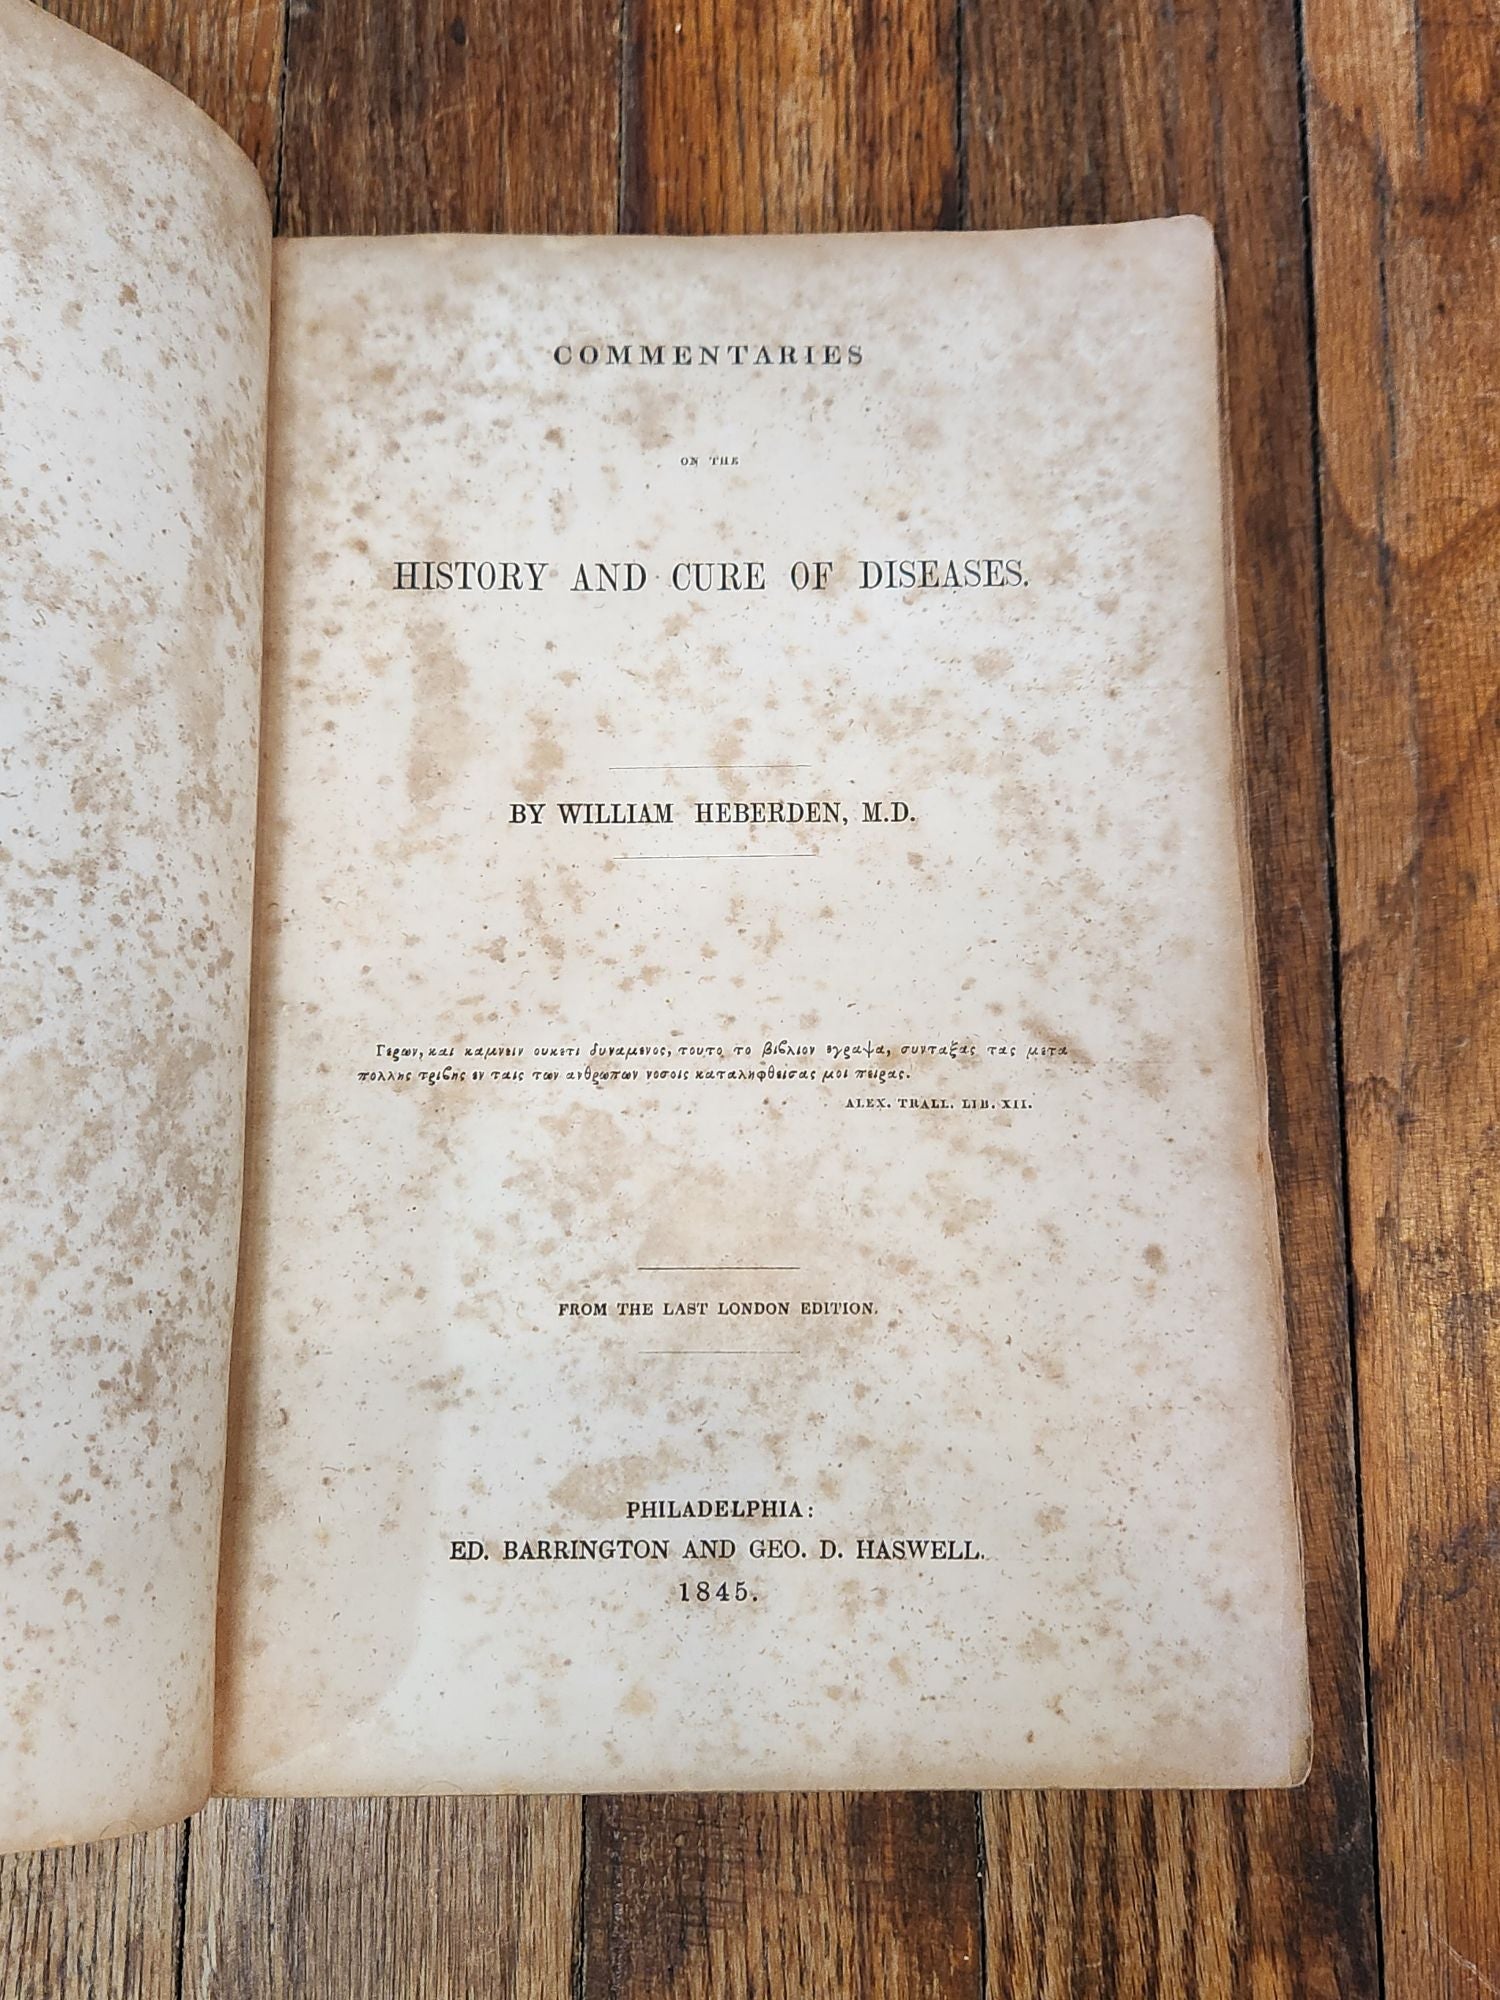 COMMENTARIES
ON THE
HISTORY AND CURE OF DISEASES.
BY WILLIAM HEBERDEN, M.D.
Γερων, και καμνειν ουκετι δυναμενος, τουτο το βιβλιον εγραψα, συνταξας τας μετα
πολλης τριβης εν ταις των ανθρωπων νοσοις καταληφθεισας μοι πειρας.
ALEX. TRALL. LIB. XII.
FROM THE LAST LONDON EDITION.
PHILADELPHIA:
ED. BARRINGTON AND GEO. D. HASWELL.
1845.